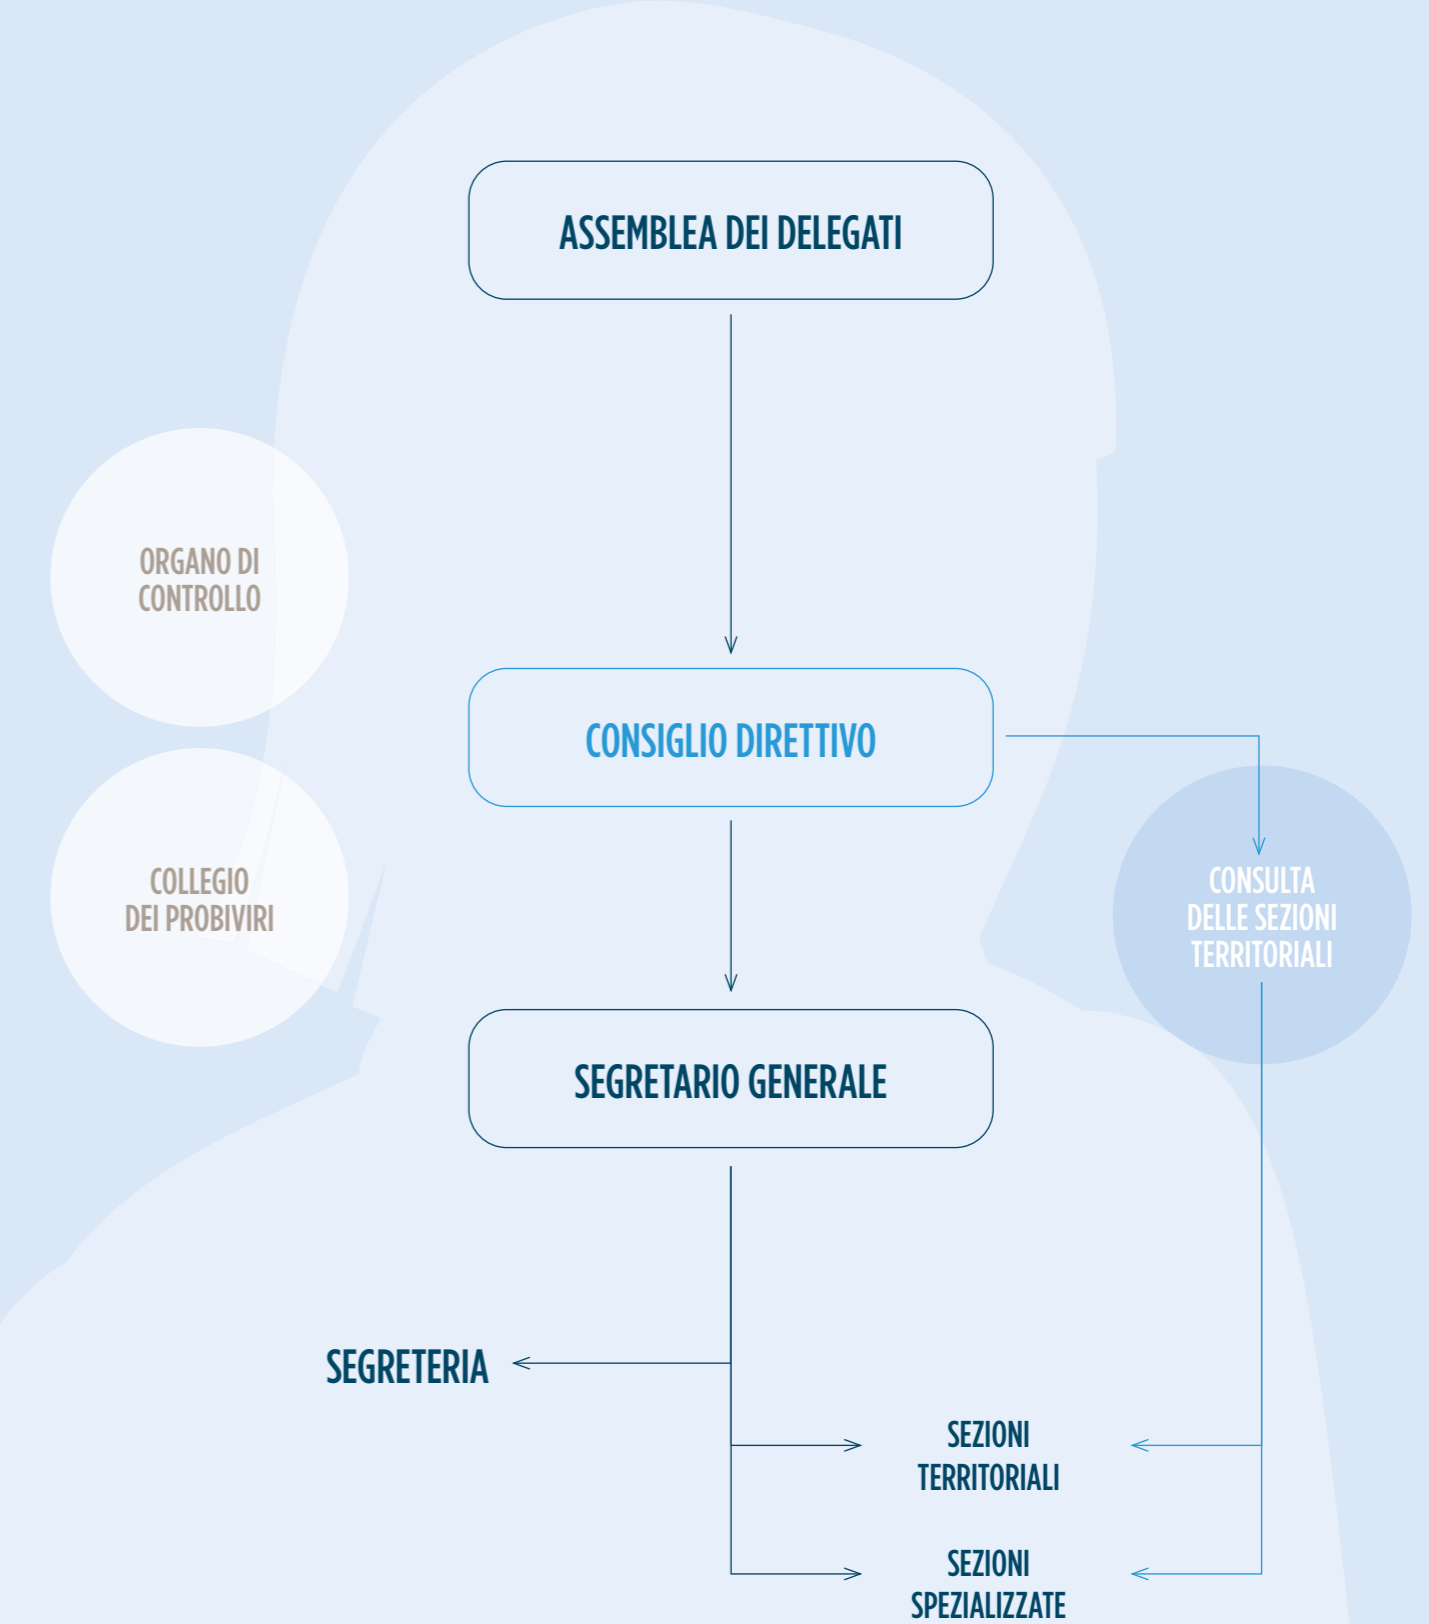 ASSEMBLEA DEI DELEGATI
ORGANO DI
CONTROLLO
CONSIGLIO DIRETTIVO
COLLEGIO
DEI PROBIVIRI
CONSULTA
DELLE SEZIONI
TERRITORIALI
SEGRETARIO GENERALE
SEGRETERIA
SEZIONI
TERRITORIALI
SEZIONI
SPEZIALIZZATE